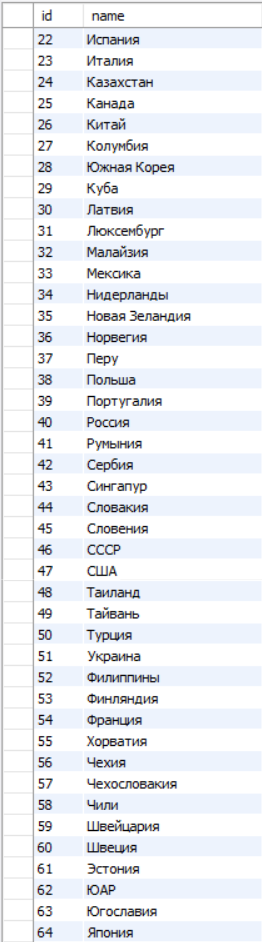 id name
22 Испания
23 Италия
24 Казахстан
25 Канада
26 Китай
27 Колумбия
28 Южная Корея
29 Куба
30 Латвия
31 Люксембург
32 Малайзия
33 Мексика
34 Нидерланды
35 Новая Зеландия
36 Норвегия
37 Перу
38 Польша
39 Португалия
40 Россия
41 Румыния
42 Сербия
43 Сингапур
44 Словакия
45 Словения
46 СССР
47 США
48 Таиланд
49 Тайвань
50 Турция
51 Украина
52 Филиппины
53 Финляндия
54 Франция
55 Хорватия
56 Чехия
57 Чехословакия
58 Чили
59 Швейцария
60 Швеция
61 Эстония
62 ЮАР
63 Югославия
64 Япония